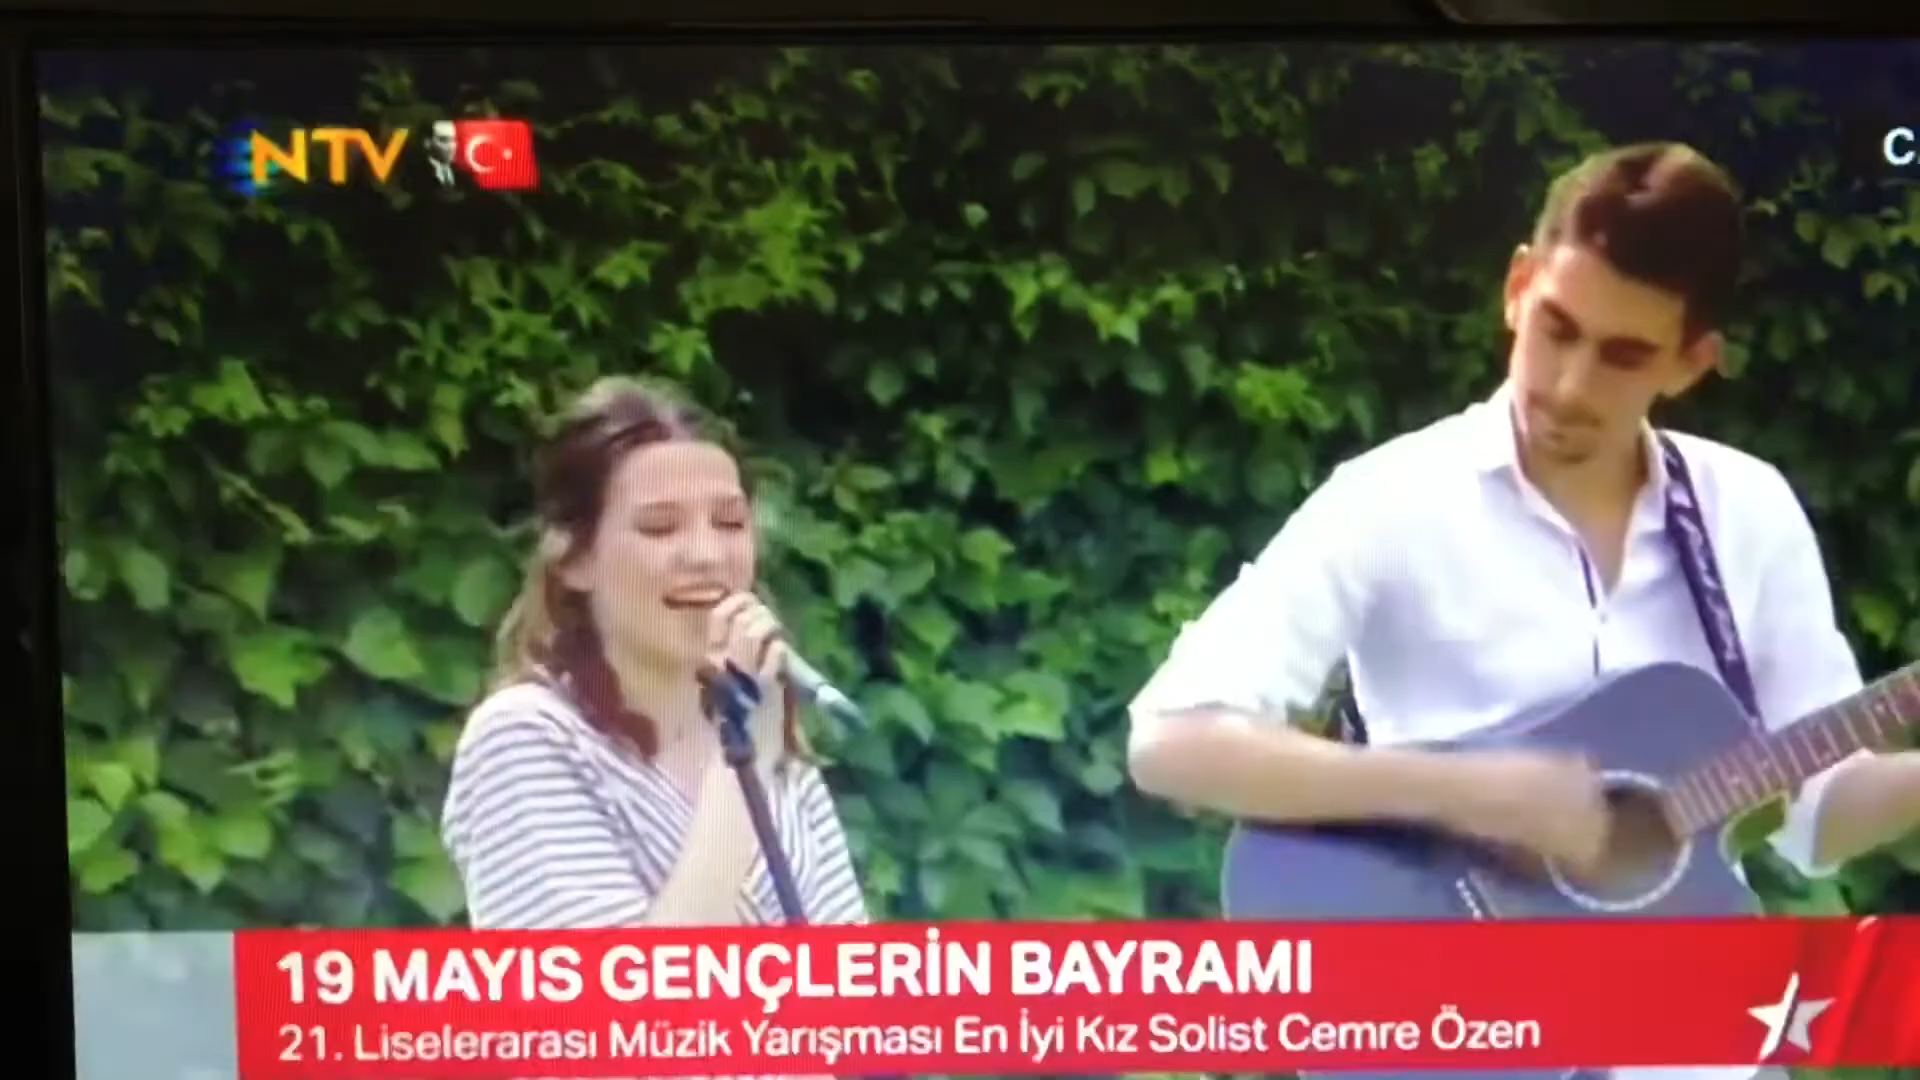 NTV
19 MAYIS GENÇLERİN BAYRAMI
21. Liselerarası Müzik Yarışması En İyi Kız Solist Cemre Özen